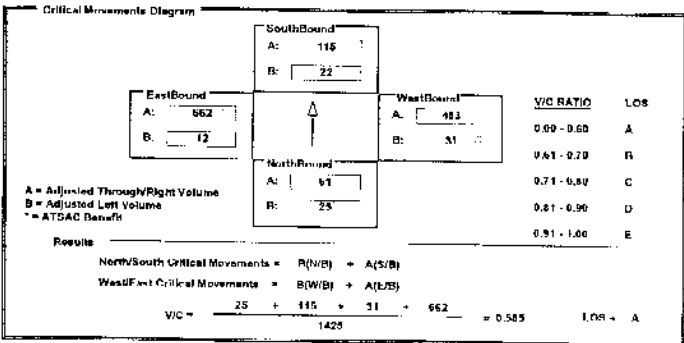 Critical Movements Diagram
SouthBound
A: 115
B: 22
EastBound
A: 662
B: 12
WestBound
A: 483
B: 31
NorthBound
A: 61
B: 25
V/C RATIO LOS
0.00 - 0.60 A
0.61 - 0.70 B
0.71 - 0.80 C
0.81 - 0.90 D
0.91 - 1.00 E
A = Adjusted Through/Right Volume
B = Adjusted Left Volume
* = ATSAC Benefit
Results
North/South Critical Movements = B(N/B) + A(S/B)
West/East Critical Movements = B(W/B) + A(E/B)
V/C = 25 + 115 + 31 + 662
1425
= 0.585 LOS = A